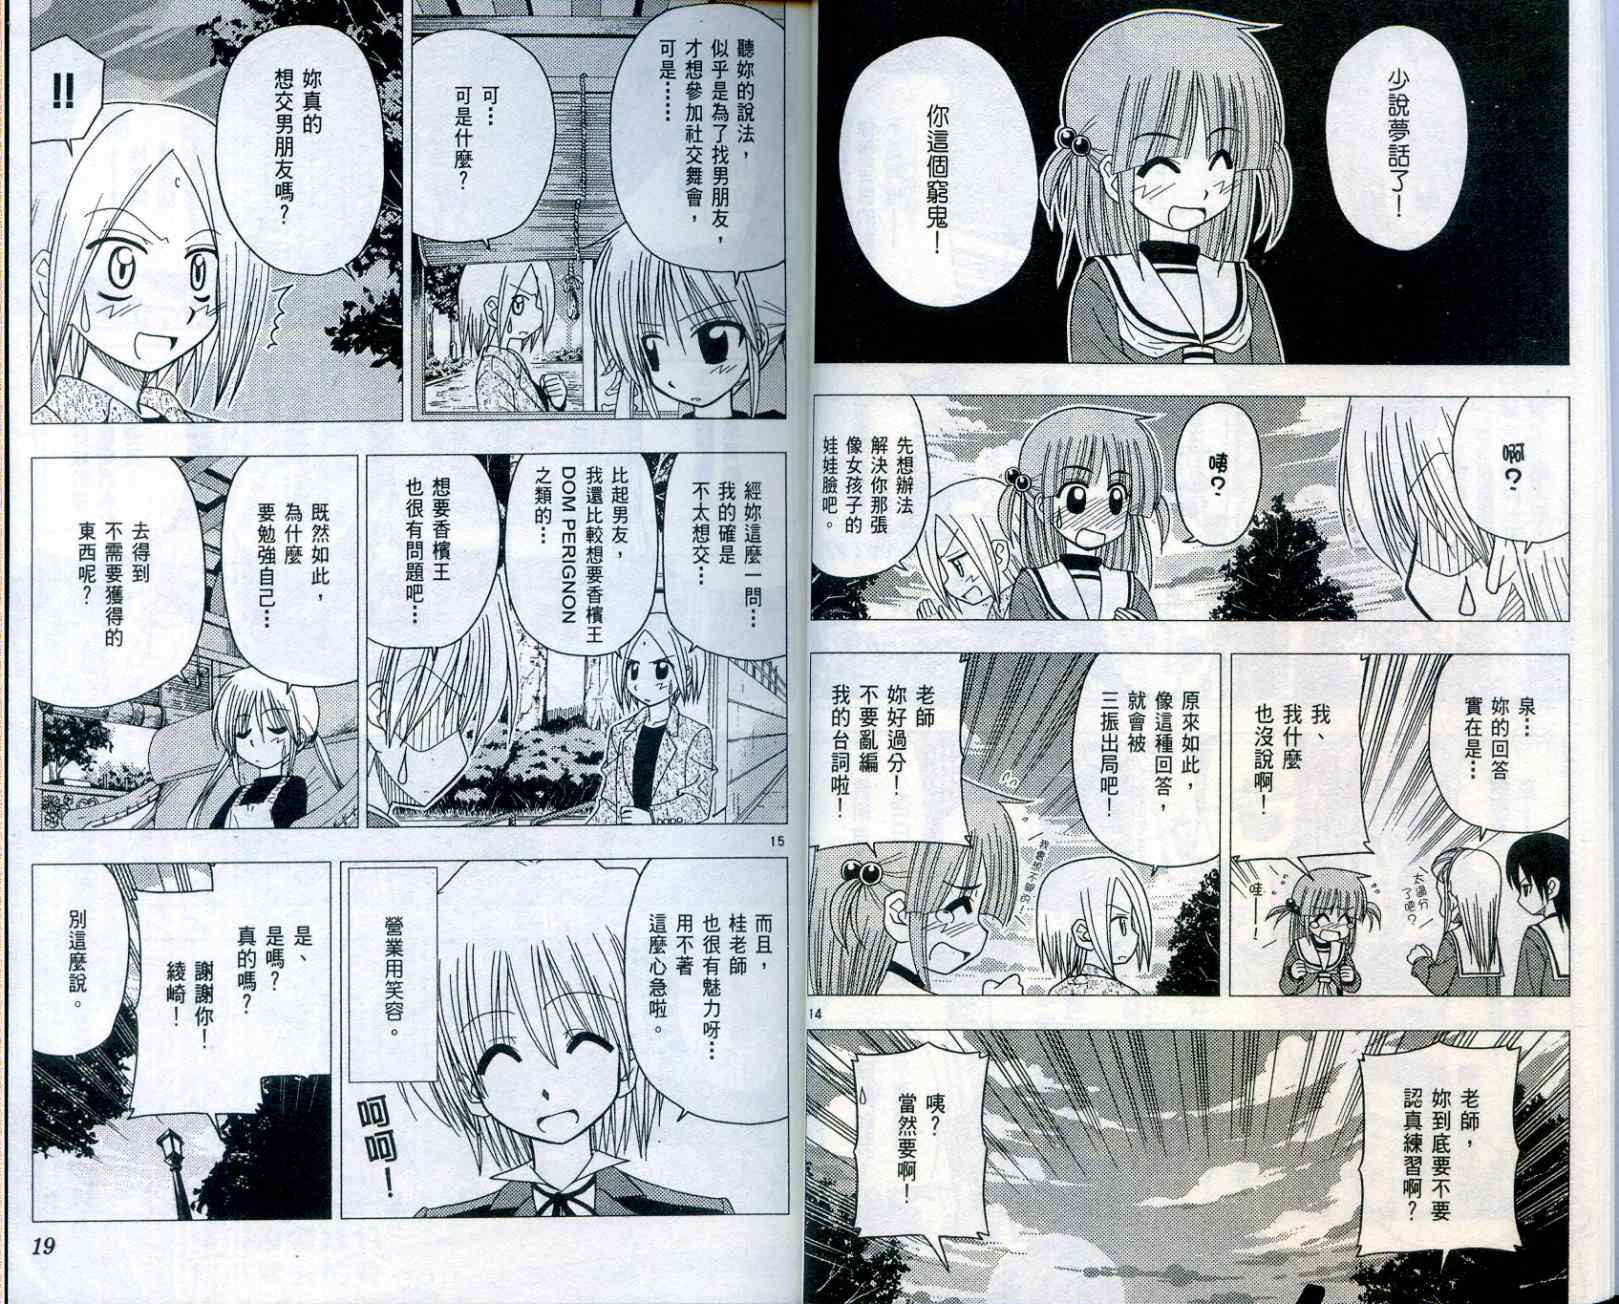 少說夢話了！
你這個窮鬼！
啊？
咦？
先想辦法
解決你那張
像女孩子的
娃娃臉吧。
泉…
妳的回答
實在是…
我、
我什麼
也沒說啊！
太過分
了吧？
哇——！
原來如此，
像這種回答，
就會被
三振出局吧！
老師
妳好過分！
不要亂編
我的台詞啦！
14
老師，
妳到底要不要
認真練習啊？
咦？
當然要啊！
聽妳的說法，
似乎是為了找男朋友，
才想參加社交舞會，
可是……
可…
可是什麼？
妳真的
想交男朋友嗎？
!!
經妳這麼一問…
我的確是
不太想交…
比起男友，
我還比較想要香檳王
DOM PERIGNON
之類的…
想要香檳王
也很有問題吧…
既然如此，
為什麼
要勉強自己…
去得到
不需要獲得的
東西呢？
15
而且，
桂老師
也很有魅力呀…
用不著
這麼心急啦。
營業用笑容。
呵呵！
是、
是嗎？
真的嗎？
謝謝你！
綾崎！
別這麼說。
19